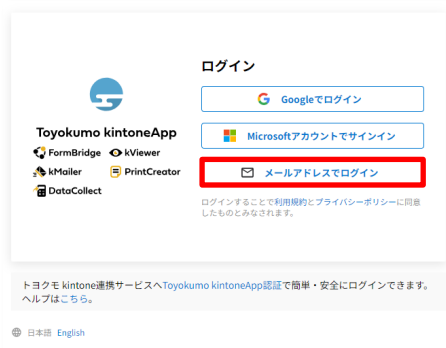 ログイン
Googleでログイン
Toyokumo kintoneApp
Microsoftアカウントでサインイン
FormBridge kViewer
kMailer PrintCreator
DataCollect
メールアドレスでログイン
ログインすることで利用規約とプライバシーポリシーに同意
したものとみなされます。
トヨクモ kintone連携サービスへToyokumo kintoneApp認証で簡単・安全にログインできます。
ヘルプはこちら。
日本語 English